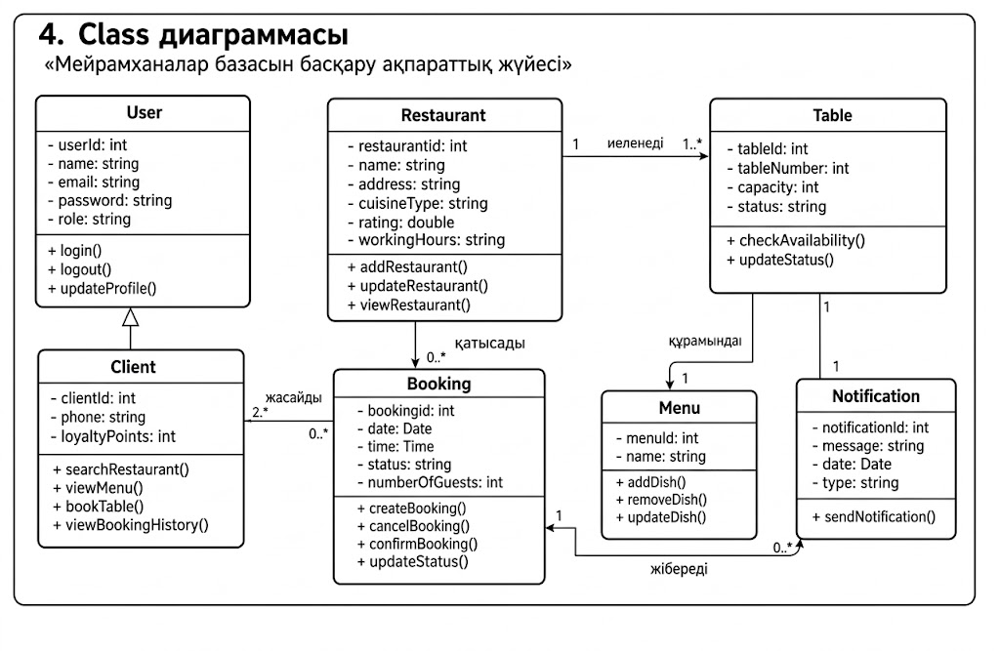 4. Class диаграммасы
«Мейрамханалар базасын басқару ақпараттық жүйесі»
User
- userId: int
- name: string
- email: string
- password: string
- role: string
+ login()
+ logout()
+ updateProfile()
Restaurant
- restaurantid: int
- name: string
- address: string
- cuisineType: string
- rating: double
- workingHours: string
+ addRestaurant()
+ updateRestaurant()
+ viewRestaurant()
1 иеленеді 1..*
Table
- tableId: int
- tableNumber: int
- capacity: int
- status: string
+ checkAvailability()
+ updateStatus()
қатысады
0..*
құрамындаı
1
1
1
Client
- clientId: int
- phone: string
- loyaltyPoints: int
+ searchRestaurant()
+ viewMenu()
+ bookTable()
+ viewBookingHistory()
жасайды
2.*
0..*
Booking
- bookingid: int
- date: Date
- time: Time
- status: string
- numberOfGuests: int
+ createBooking()
+ cancelBooking()
+ confirmBooking()
+ updateStatus()
Menu
- menuId: int
- name: string
+ addDish()
+ removeDish()
+ updateDish()
Notification
- notificationId: int
- message: string
- date: Date
- type: string
+ sendNotification()
1
0..*
жібереді